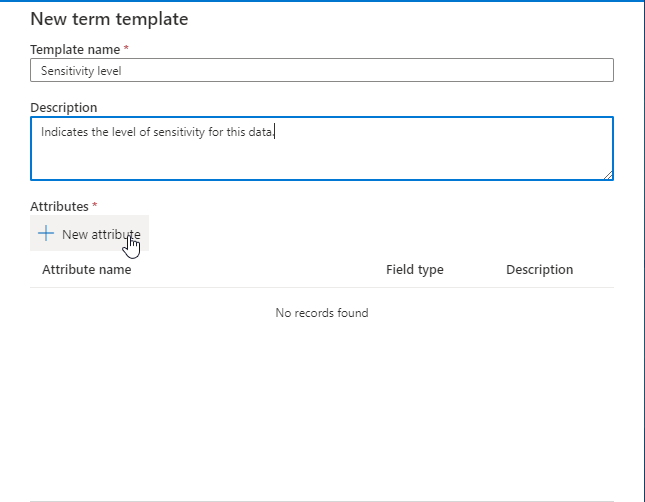 New term template
Template name *
Sensitivity level
Description
Indicates the level of sensitivity for this data.
Attributes *
New attribute
Attribute name Field type Description
No records found